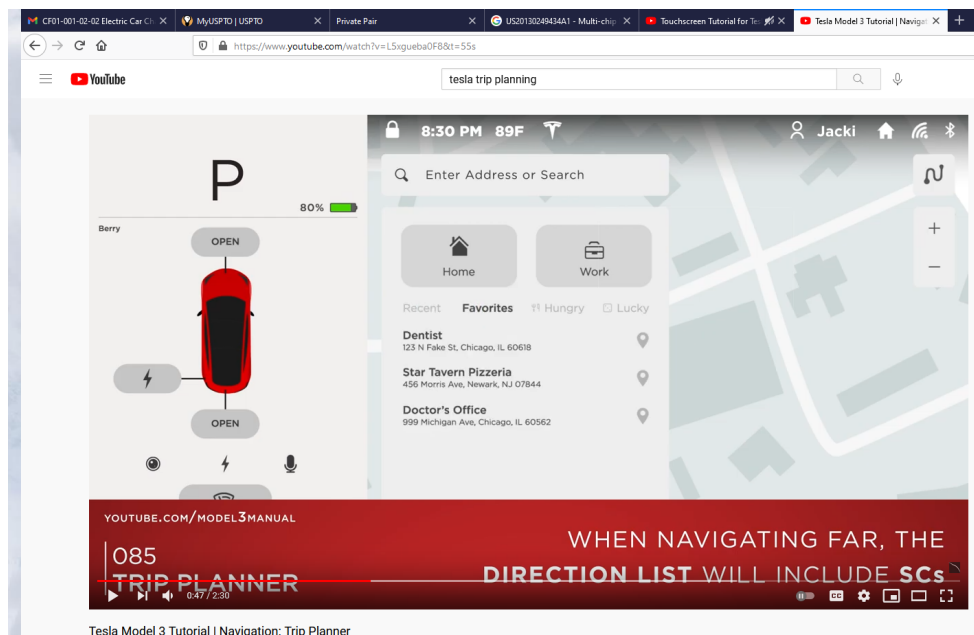 CF01-001-02-02 Electric Car Ch
MyUSPTO | USPTO
Private Pair
US20130249434A1 - Multi-chip
Touchscreen Tutorial for Tes
Tesla Model 3 Tutorial | Navigat
https://www.youtube.com/watch?v=L5xgueba0F8&t=55s
YouTube
tesla trip planning
8:30 PM 89F
Jacki
P
Enter Address or Search
80%
Berry
OPEN
Home
Work
Recent Favorites Hungry Lucky
Dentist
123 N Fake St, Chicago, IL 60618
Star Tavern Pizzeria
456 Morris Ave, Newark, NJ 07844
Doctor's Office
999 Michigan Ave, Chicago, IL 60562
OPEN
YOUTUBE.COM/MODEL3MANUAL
085
TRIP PLANNER
WHEN NAVIGATING FAR, THE
DIRECTION LIST WILL INCLUDE SCs
0:47 / 2:30
CC
Tesla Model 3 Tutorial | Navigation: Trip Planner